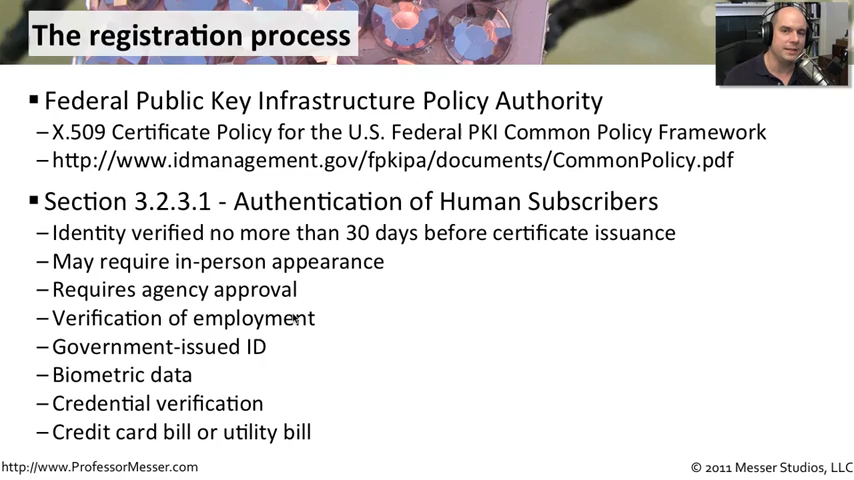 The registration process
▪ Federal Public Key Infrastructure Policy Authority
– X.509 Certificate Policy for the U.S. Federal PKI Common Policy Framework
– http://www.idmanagement.gov/fpkipa/documents/CommonPolicy.pdf
▪ Section 3.2.3.1 - Authentication of Human Subscribers
– Identity verified no more than 30 days before certificate issuance
– May require in-person appearance
– Requires agency approval
– Verification of employment
– Government-issued ID
– Biometric data
– Credential verification
– Credit card bill or utility bill
http://www.ProfessorMesser.com
© 2011 Messer Studios, LLC